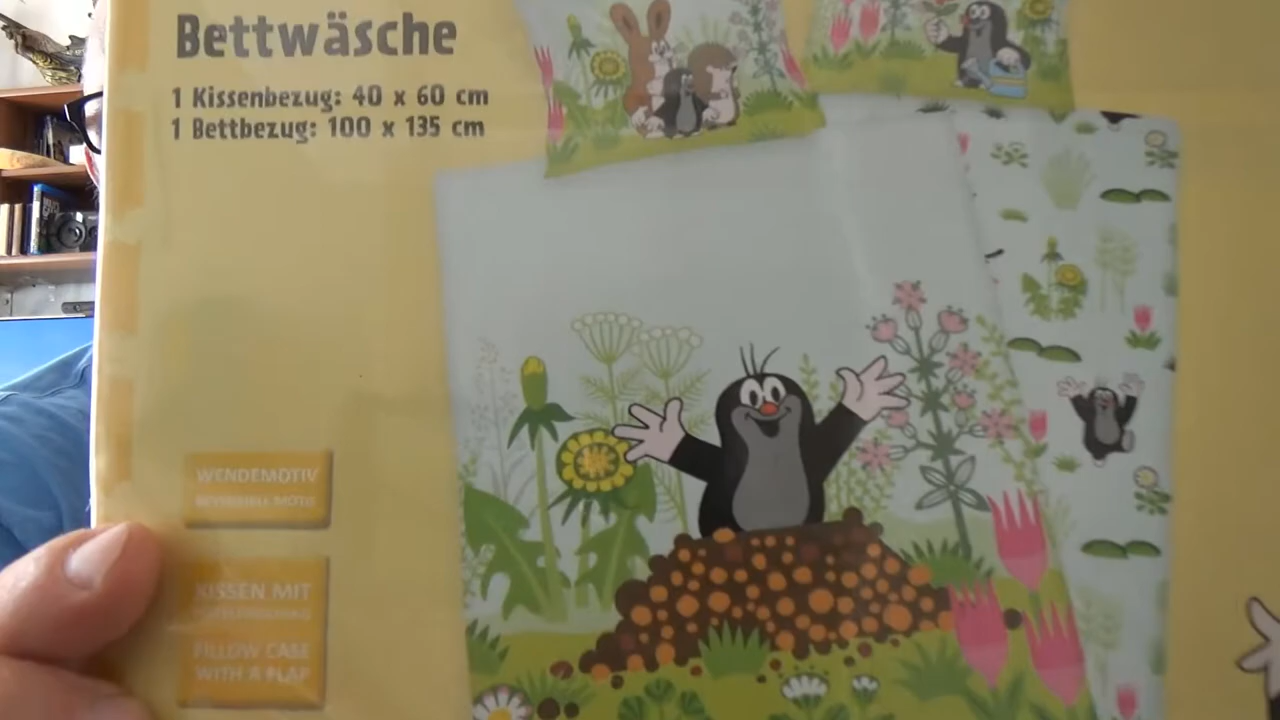 Bettwäsche
1 Kissenbezug: 40 x 60 cm
1 Bettbezug: 100 x 135 cm
WENDEMOTIV
KISSEN MIT
PILLOW CASE
WITH A FLAP